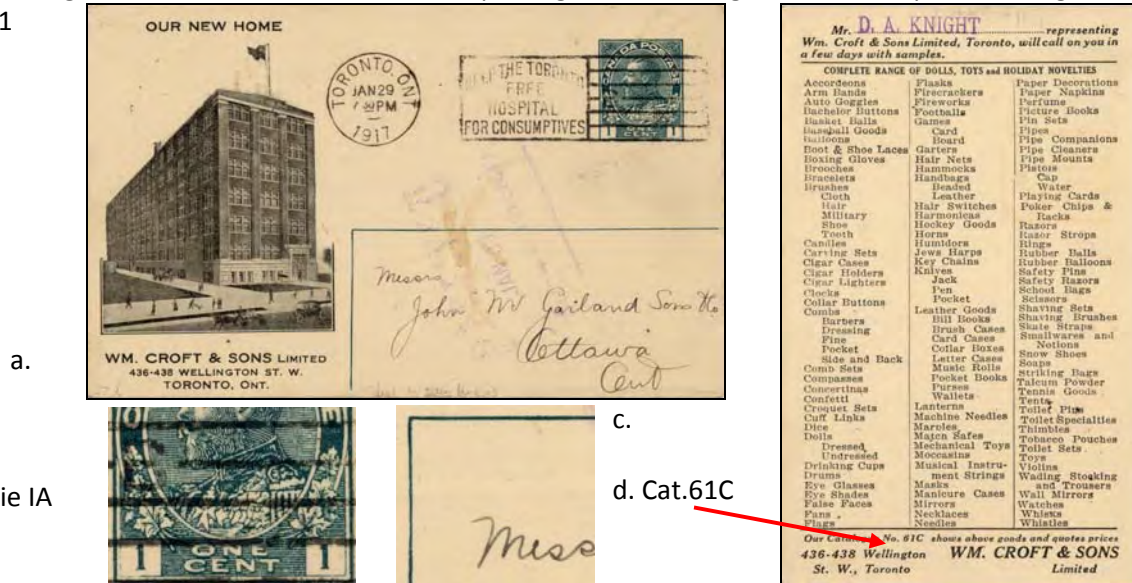 1
OUR NEW HOME
TORONTO. ONT.
JAN 29
PM
1917
THE TORONTO
FREE
HOSPITAL
FOR CONSUMPTIVES
CANADA POSTAGE
1 ONE CENT 1
Messrs
John
Sons
Ottawa
Ont
a.
WM. CROFT & SONS LIMITED
436-438 WELLINGTON ST. W.
TORONTO, ONT.
ie IA
1 ONE CENT 1
Mess
c.
d. Cat.61C
Mr. D. A. KNIGHT representing
Wm. Croft & Sons Limited, Toronto, will call on you in
a few days with samples.
COMPLETE RANGE OF DOLLS, TOYS and HOLIDAY NOVELTIES
Accordeons
Arm Bands
Auto Goggles
Bachelor Buttons
Basket Balls
Baseball Goods
Balloons
Boot & Shoe Laces
Boxing Gloves
Brooches
Bracelets
Brushes
Cloth
Hair
Military
Shoe
Tooth
Candles
Carving Sets
Cigar Cases
Cigar Holders
Cigar Lighters
Clocks
Collar Buttons
Combs
Barbers
Dressing
Fine
Pocket
Side and Back
Comb Sets
Compasses
Concertinas
Confetti
Croquet Sets
Cuff Links
Dice
Dolls
Dressed
Undressed
Drinking Cups
Drums
Eye Glasses
Eye Shades
False Faces
Fans
Flags
Flasks
Firecrackers
Fireworks
Footballs
Games
Card
Board
Garters
Hair Nets
Hammocks
Handbags
Beaded
Leather
Hair Switches
Harmonicas
Hockey Goods
Horns
Humidors
Jews Harps
Key Chains
Knives
Jack
Pen
Pocket
Leather Goods
Bill Books
Brush Cases
Card Cases
Collar Boxes
Letter Cases
Music Rolls
Pocket Books
Purses
Wallets
Lanterns
Machine Needles
Marbles
Match Safes
Mechanical Toys
Moccasins
Musical Instru-
ment Strings
Masks
Manicure Cases
Mirrors
Necklaces
Needles
Paper Decorations
Paper Napkins
Perfume
Picture Books
Pin Sets
Pipes
Pipe Companions
Pipe Cleaners
Pipe Mounts
Pistols
Cap
Water
Playing Cards
Poker Chips &
Racks
Razors
Razor Strops
Rings
Rubber Balls
Rubber Balloons
Safety Pins
Safety Razors
School Bags
Scissors
Shaving Sets
Shaving Brushes
Skate Straps
Smallwares and
Notions
Snow Shoes
Soaps
Striking Bags
Talcum Powder
Tennis Goods
Tents
Toilet Pins
Toilet Specialties
Thimbles
Tobacco Pouches
Toilet Sets
Toys
Violins
Wading Stocking
and Trousers
Wall Mirrors
Watches
Whisks
Whistles
Our Catalogue No. 61C shows above goods and quotes prices
436-438 Wellington WM. CROFT & SONS
St. W., Toronto Limited